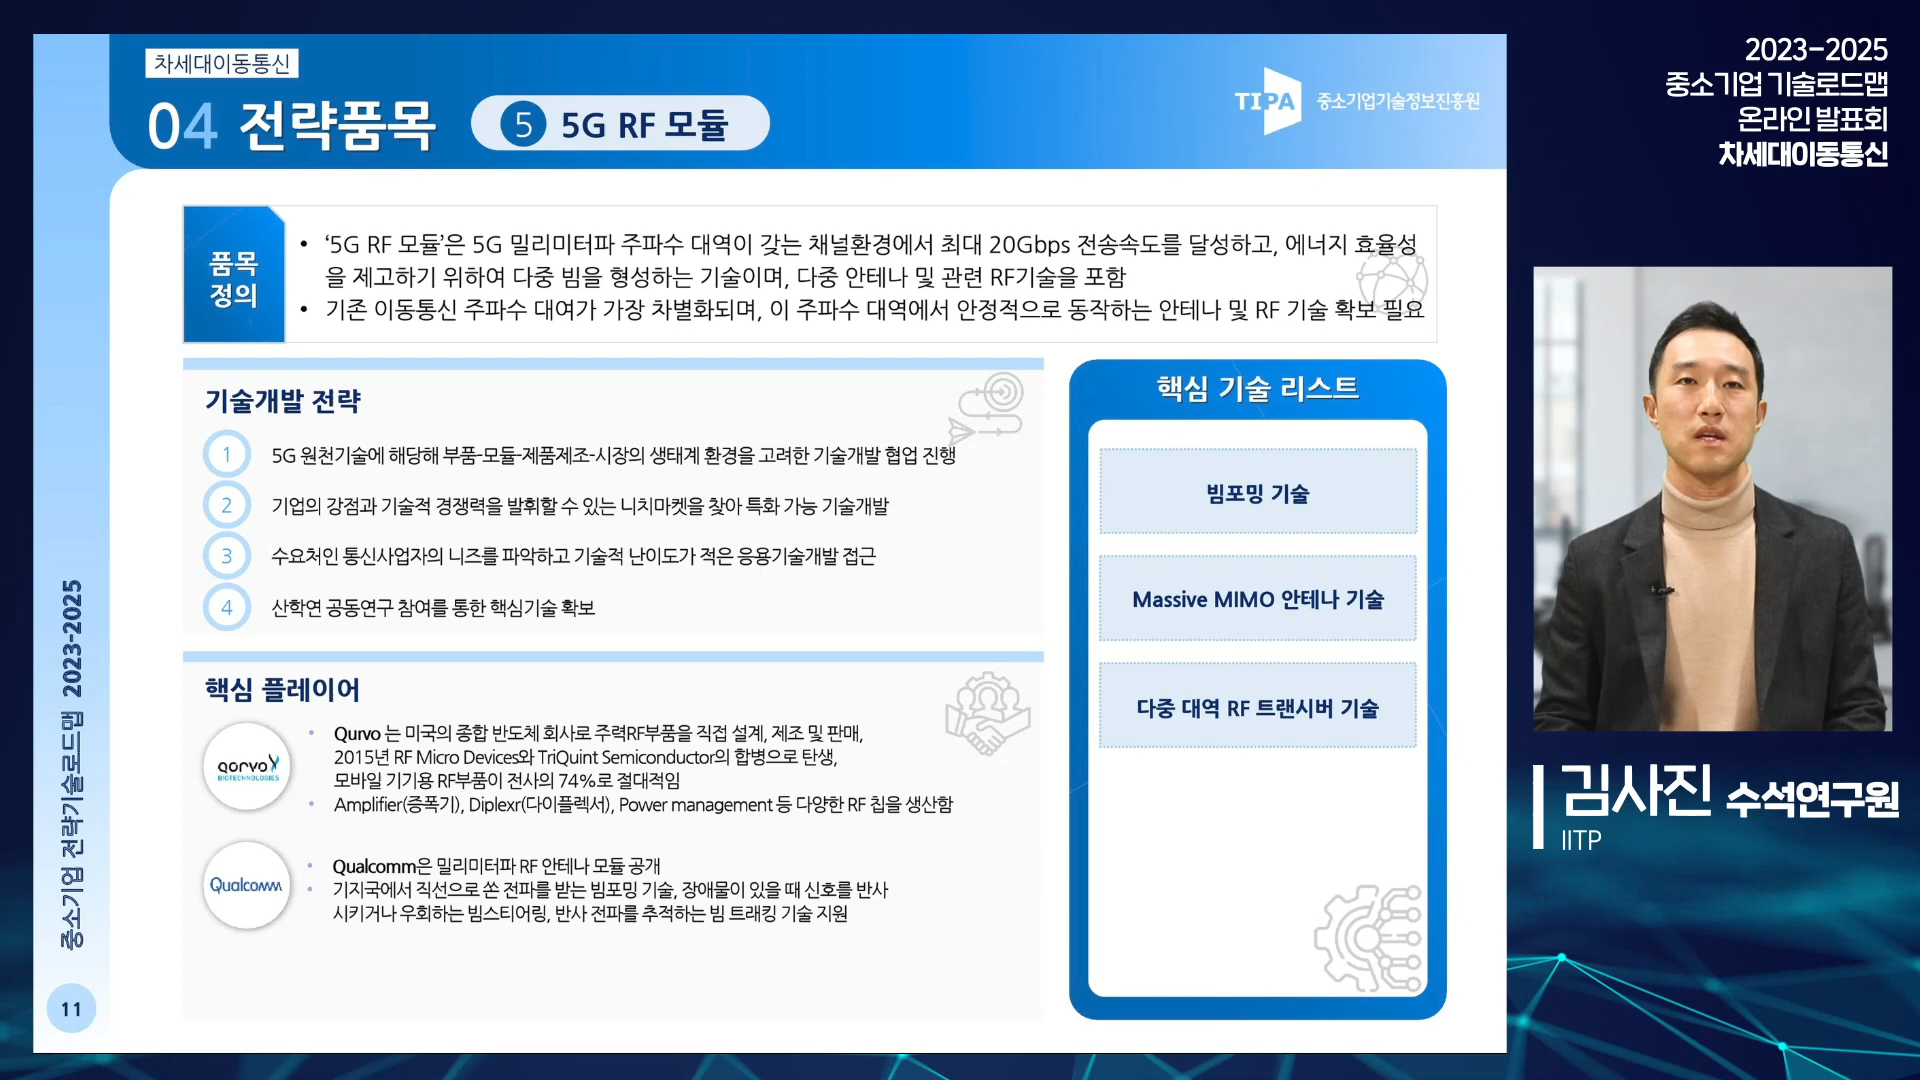 차세대이동통신
04 전략품목
5 5G RF 모듈
TIPA 중소기업기술정보진흥원
2023-2025
중소기업 기술로드맵
온라인 발표회
차세대이동통신
품목
정의
• ‘5G RF 모듈’은 5G 밀리미터파 주파수 대역이 갖는 채널환경에서 최대 20Gbps 전송속도를 달성하고, 에너지 효율성
을 제고하기 위하여 다중 빔을 형성하는 기술이며, 다중 안테나 및 관련 RF기술을 포함
• 기존 이동통신 주파수 대여가 가장 차별화되며, 이 주파수 대역에서 안정적으로 동작하는 안테나 및 RF 기술 확보 필요
기술개발 전략
1 5G 원천기술에 해당해 부품-모듈-제품제조-시장의 생태계 환경을 고려한 기술개발 협업 진행
2 기업의 강점과 기술적 경쟁력을 발휘할 수 있는 니치마켓을 찾아 특화 가능 기술개발
3 수요처인 통신사업자의 니즈를 파악하고 기술적 난이도가 적은 응용기술개발 접근
4 산학연 공동연구 참여를 통한 핵심기술 확보
핵심 플레이어
QORVO
BIOTECHNOLOGIES
• Qurvo 는 미국의 종합 반도체 회사로 주력RF부품을 직접 설계, 제조 및 판매,
2015년 RF Micro Devices와 TriQuint Semiconductor의 합병으로 탄생,
모바일 기기용 RF부품이 전사의 74%로 절대적임
• Amplifier(증폭기), Diplexr(다이플렉서), Power management 등 다양한 RF 칩을 생산함
Qualcomm
• Qualcomm은 밀리미터파 RF 안테나 모듈 공개
• 기지국에서 직선으로 쏜 전파를 받는 빔포밍 기술, 장애물이 있을 때 신호를 반사
시키거나 우회하는 빔스티어링, 반사 전파를 추적하는 빔 트래킹 기술 지원
핵심 기술 리스트
빔포밍 기술
Massive MIMO 안테나 기술
다중 대역 RF 트랜시버 기술
중소기업 전략기술로드맵 2023-2025
11
김사진 수석연구원
IITP